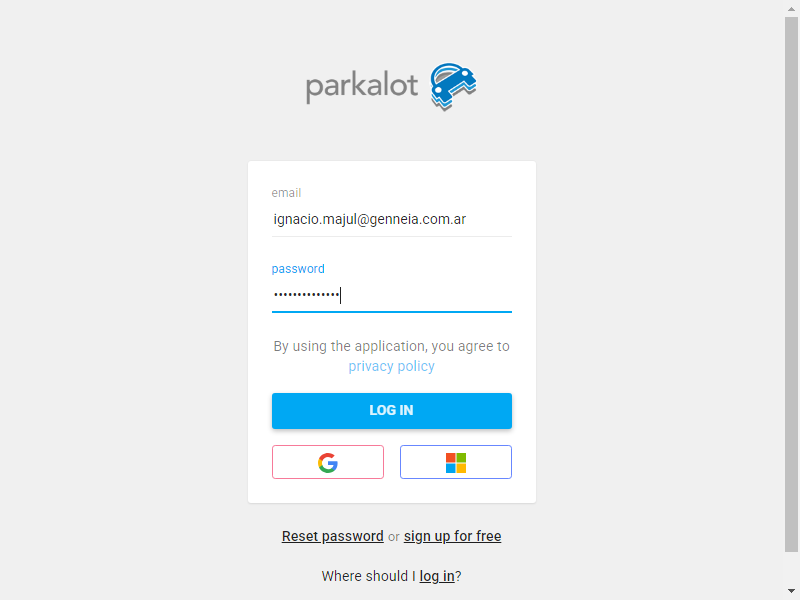 parkalot
email
ignacio.majul@genneia.com.ar
password
••••••••••••••
By using the application, you agree to
privacy policy
LOG IN
Reset password or sign up for free
Where should I log in?